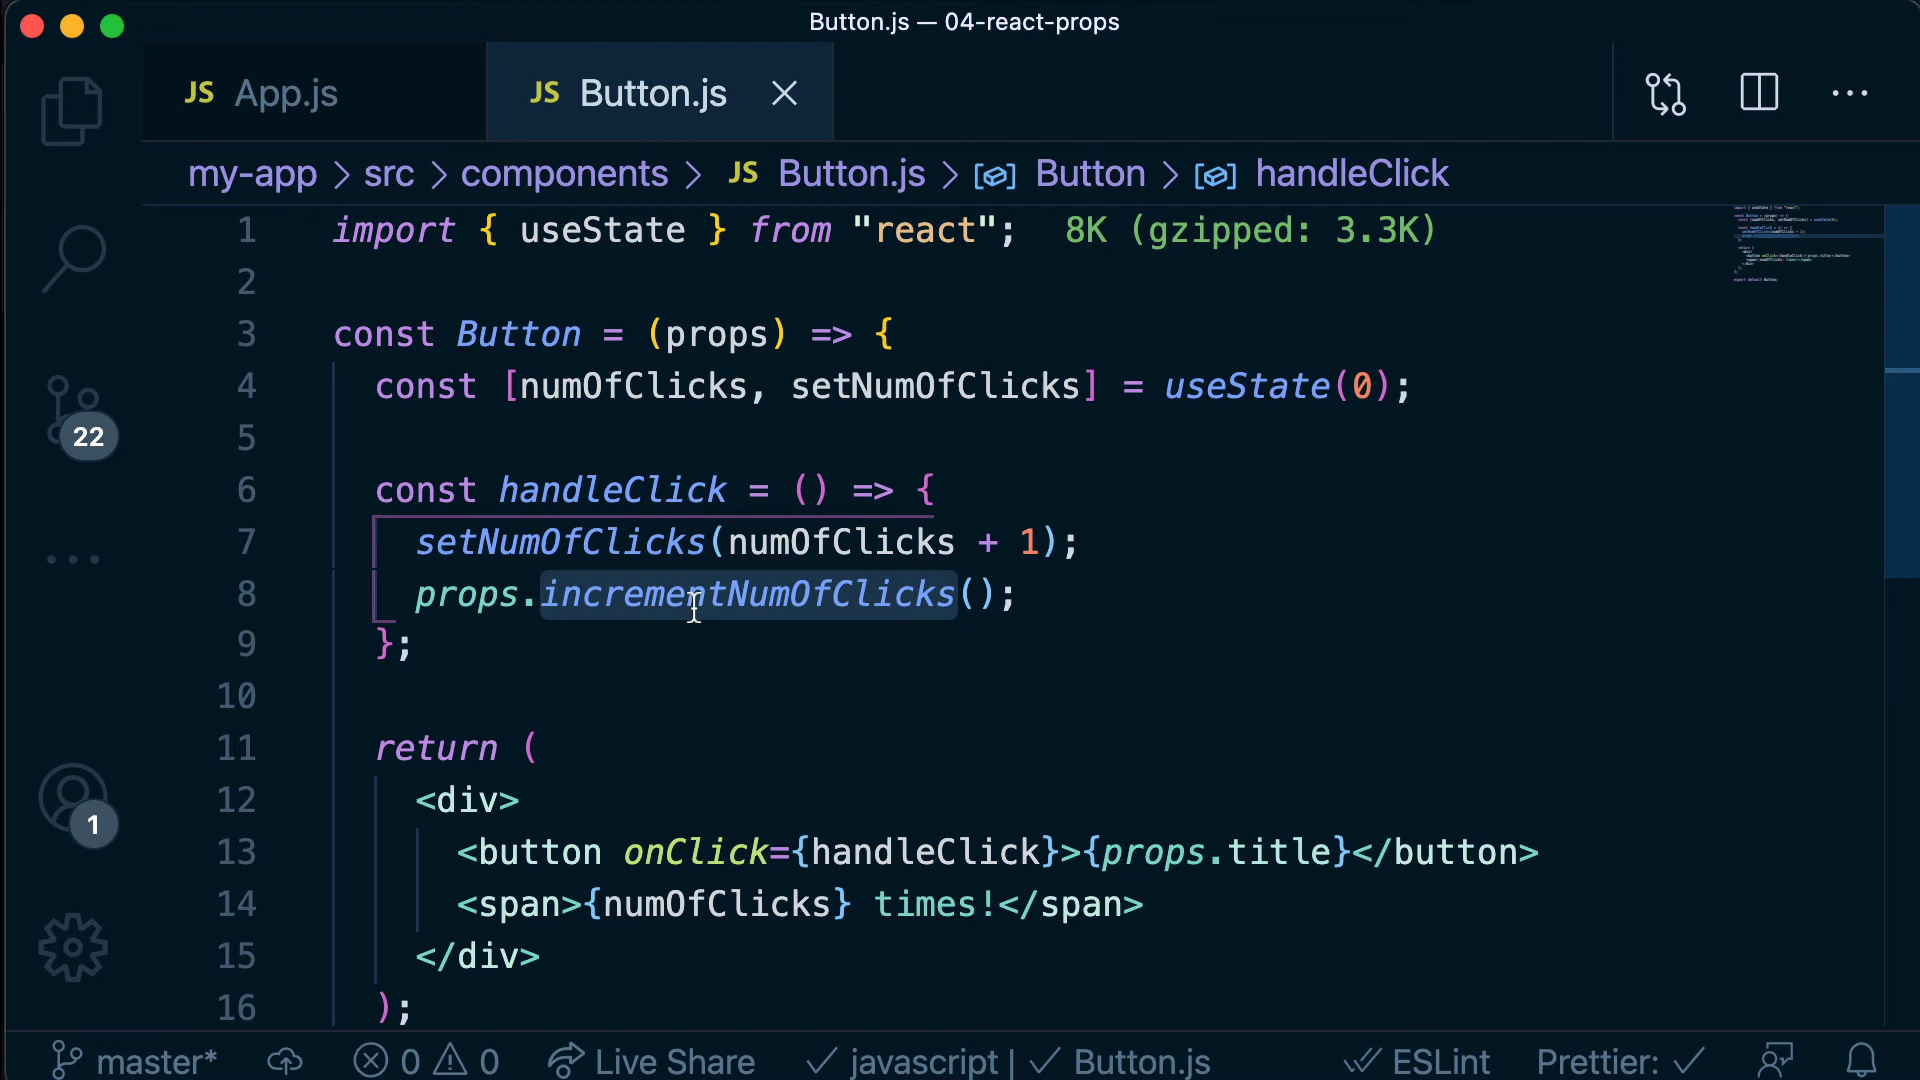 Button.js — 04-react-props
JS App.js
JS Button.js
my-app > src > components > JS Button.js > Button > handleClick
1 import { useState } from "react"; 8K (gzipped: 3.3K)
2
3 const Button = (props) => {
4 const [numOfClicks, setNumOfClicks] = useState(0);
5
6 const handleClick = () => {
7 setNumOfClicks(numOfClicks + 1);
8 props.incrementNumOfClicks();
9 };
10
11 return (
12 <div>
13 <button onClick={handleClick}>{props.title}</button>
14 <span>{numOfClicks} times!</span>
15 </div>
16 );
22
1
master* 0 0 Live Share javascript | Button.js ESLint Prettier: